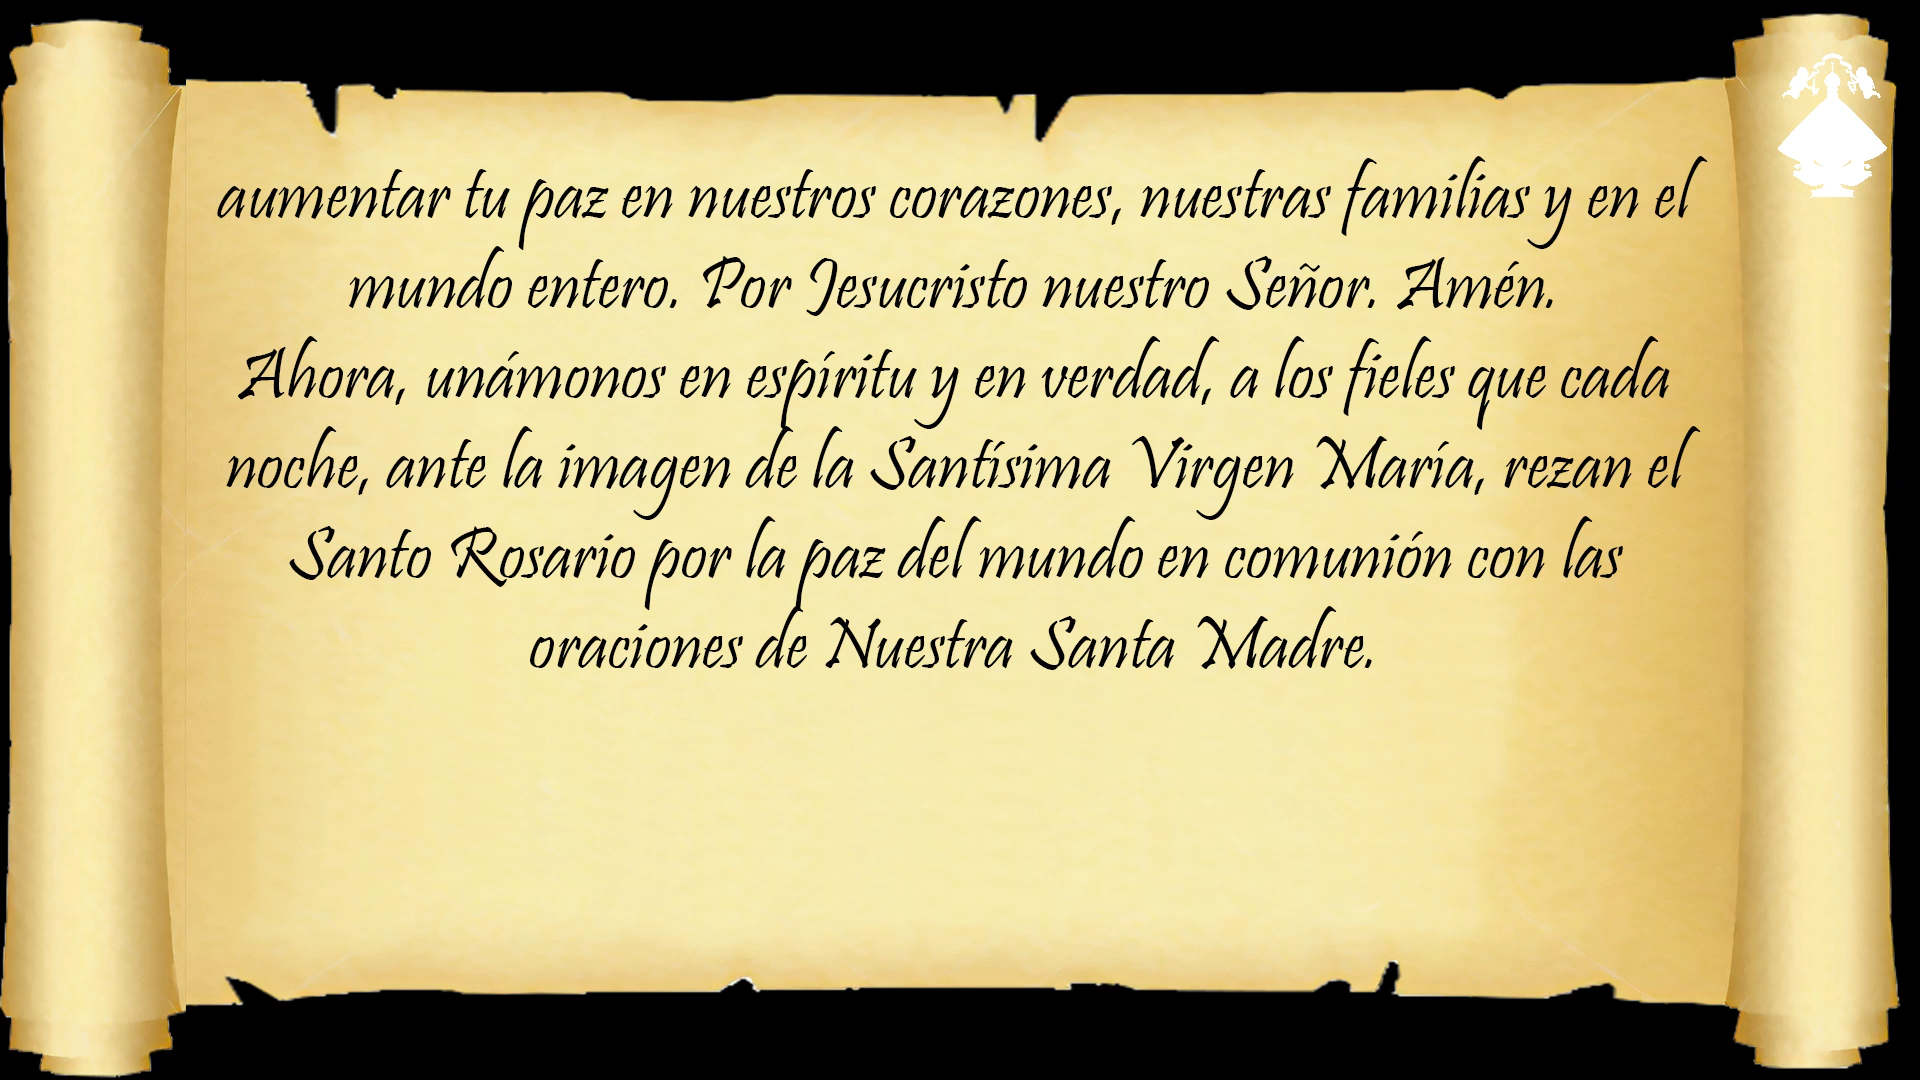 aumentar tu paz en nuestros corazones, nuestras familias y en el
mundo entero. Por Jesucristo nuestro Señor. Amén.
Ahora, unámonos en espíritu y en verdad, a los fieles que cada
noche, ante la imagen de la Santísima Virgen María, rezan el
Santo Rosario por la paz del mundo en comunión con las
oraciones de Nuestra Santa Madre.